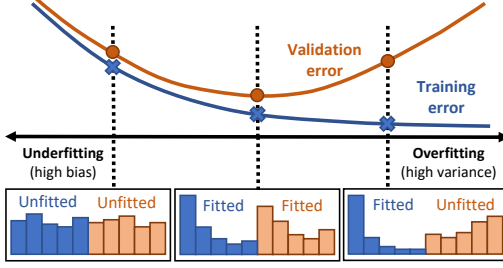 Validation
error
Training
error
Underfitting
(high bias)
Overfitting
(high variance)
Unfitted Unfitted
Fitted Fitted
Fitted Unfitted